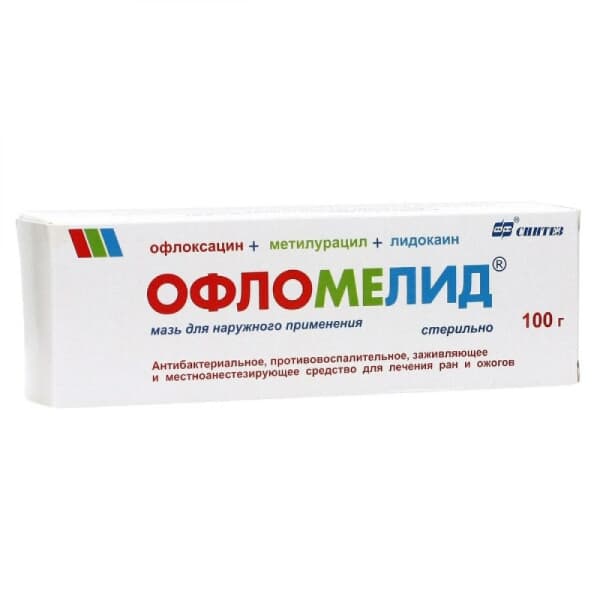 офлоксацин + метилурацил + лидокаин
® СИНТЕЗ
ОФЛОМЕЛИД®
мазь для наружного применения стерильно
100 г
Антибактериальное, противовоспалительное, заживляющее
и местноанестезирующее средство для лечения ран и ожогов